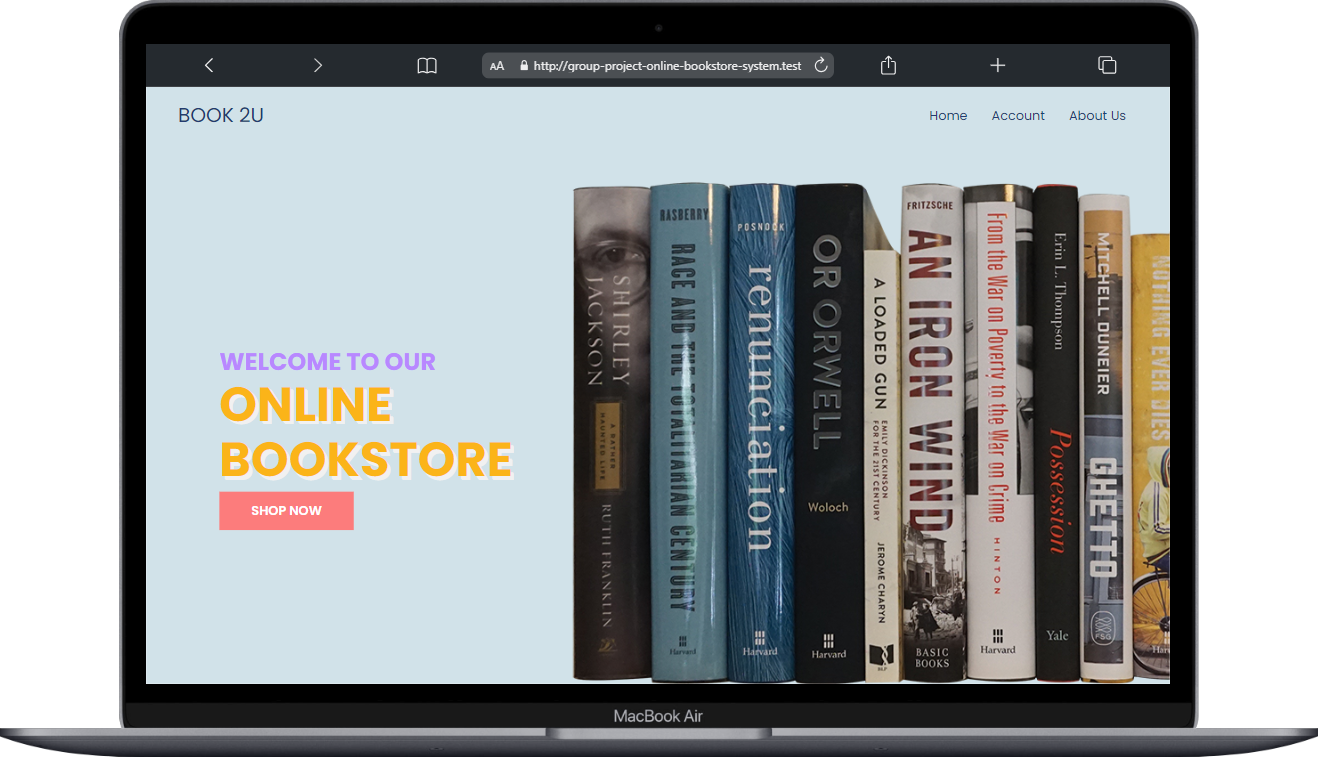 AA http://group-project-online-bookstore-system.test
BOOK 2U
Home Account About Us
WELCOME TO OUR
ONLINE
BOOKSTORE
SHOP NOW
SHIRLEY
JACKSON
A RATHER
HAUNTED LIFE
RUTH FRANKLIN
RASBERRY
RACE AND THE TOTALITARIAN CENTURY
Harvard
POSNOCK
renunciation
Harvard
OR ORWELL
Woloch
Harvard
A LOADED GUN
EMILY DICKINSON
FOR THE 21ST CENTURY
JEROME CHARYN
BLP
FRITZSCHE
AN IRON WIND
BASIC
BOOKS
From the War on Poverty to the War on Crime
HINTON
Harvard
Erin L. Thompson
Possession
Yale
MITCHELL DUNEIER
GHETTO
FSG
NOTHING EVER DIES
Har
MacBook Air